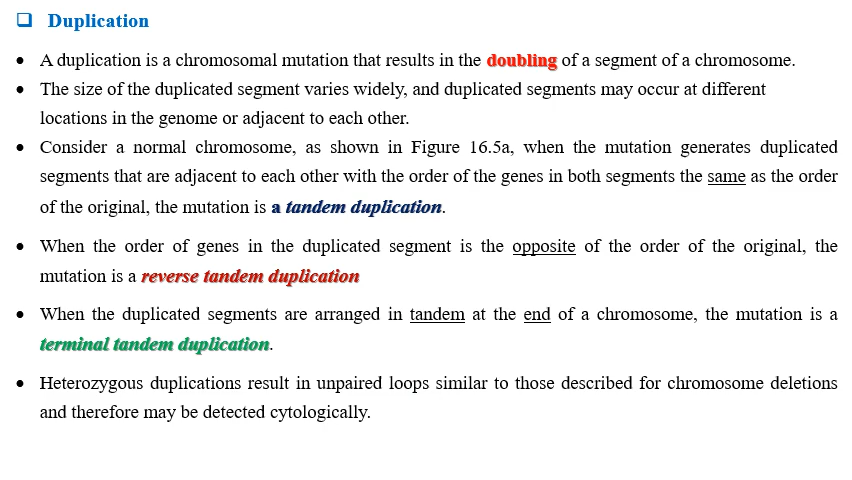 ❑ Duplication
• A duplication is a chromosomal mutation that results in the doubling of a segment of a chromosome.
• The size of the duplicated segment varies widely, and duplicated segments may occur at different
locations in the genome or adjacent to each other.
• Consider a normal chromosome, as shown in Figure 16.5a, when the mutation generates duplicated
segments that are adjacent to each other with the order of the genes in both segments the same as the order
of the original, the mutation is a tandem duplication.
• When the order of genes in the duplicated segment is the opposite of the order of the original, the
mutation is a reverse tandem duplication
• When the duplicated segments are arranged in tandem at the end of a chromosome, the mutation is a
terminal tandem duplication.
• Heterozygous duplications result in unpaired loops similar to those described for chromosome deletions
and therefore may be detected cytologically.